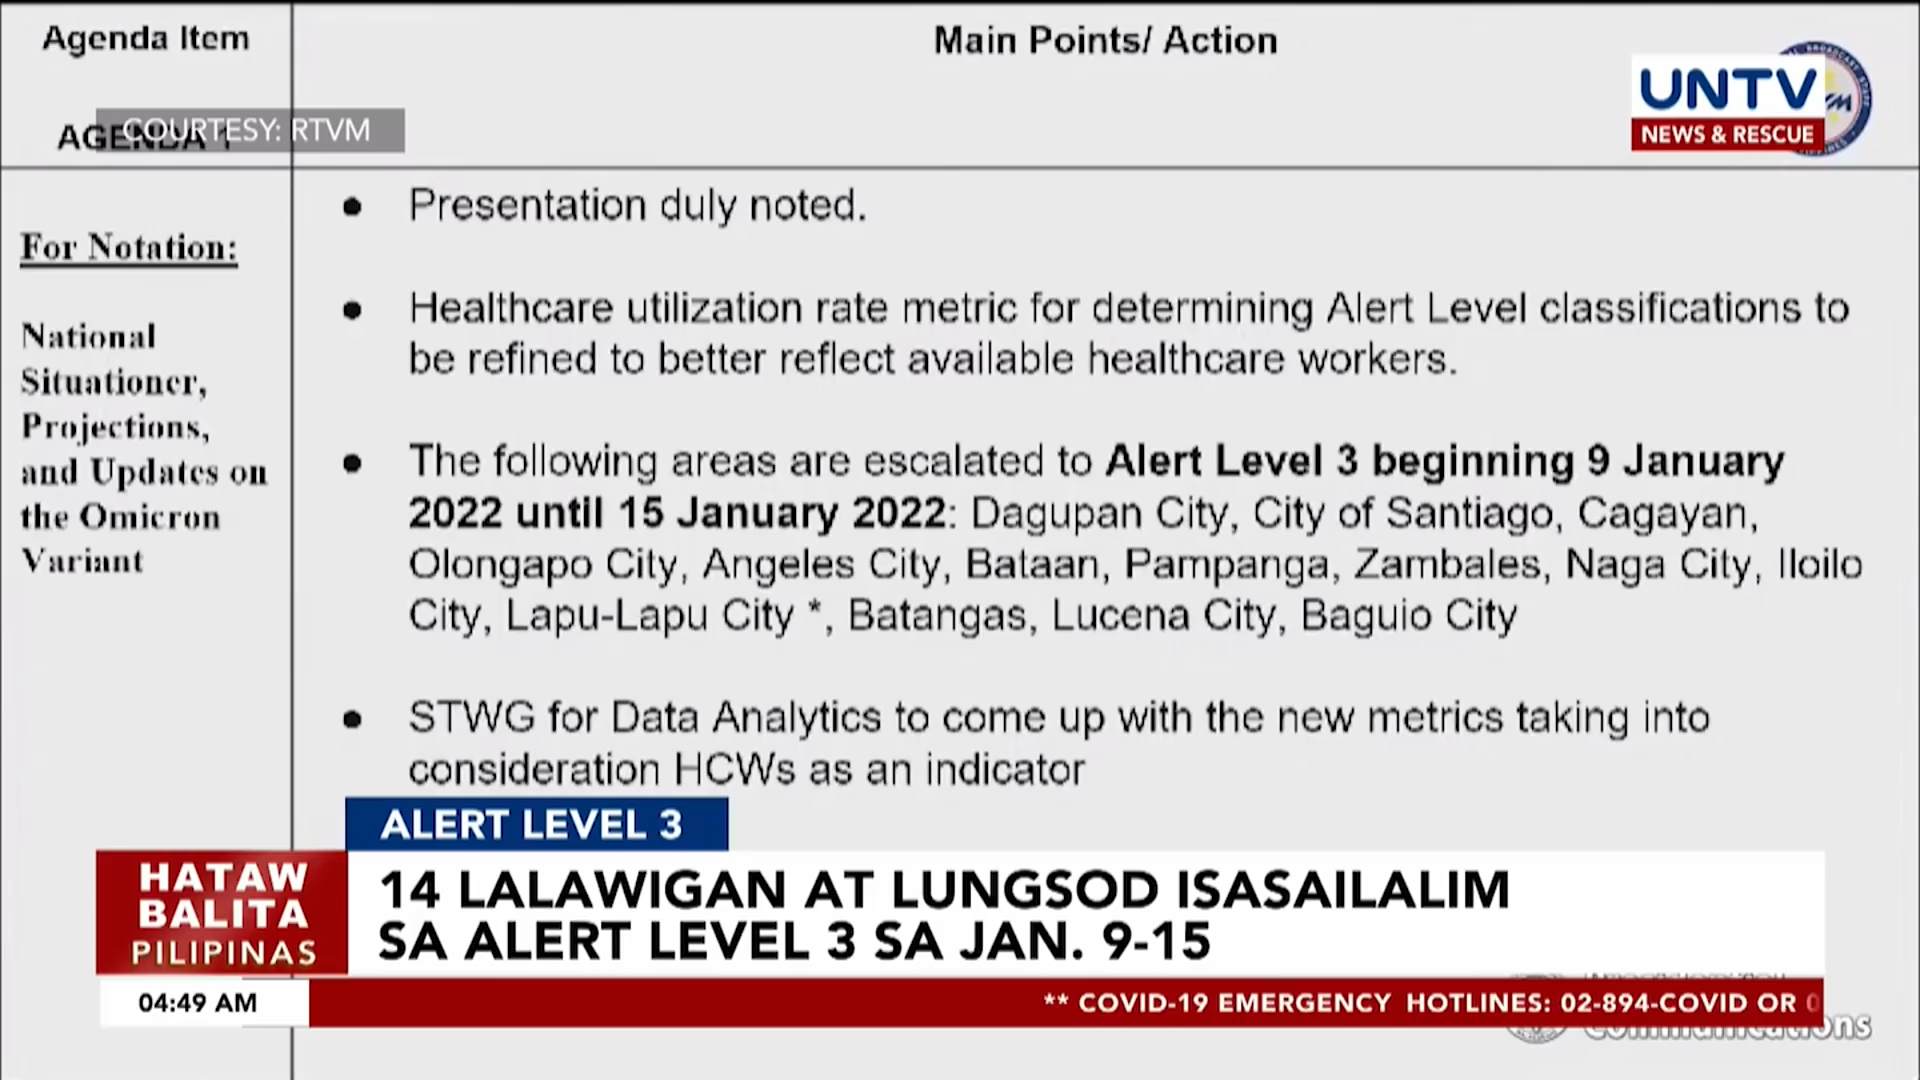 Agenda Item
Main Points/ Action
AGENDA 1
COURTESY: RTVM
UNTV
NEWS & RESCUE
For Notation:
National
Situationer,
Projections,
and Updates on
the Omicron
Variant
● Presentation duly noted.
● Healthcare utilization rate metric for determining Alert Level classifications to
be refined to better reflect available healthcare workers.
● The following areas are escalated to Alert Level 3 beginning 9 January
2022 until 15 January 2022: Dagupan City, City of Santiago, Cagayan,
Olongapo City, Angeles City, Bataan, Pampanga, Zambales, Naga City, Iloilo
City, Lapu-Lapu City *, Batangas, Lucena City, Baguio City
● STWG for Data Analytics to come up with the new metrics taking into
consideration HCWs as an indicator
ALERT LEVEL 3
HATAW
BALITA
PILIPINAS
14 LALAWIGAN AT LUNGSOD ISASAILALIM
SA ALERT LEVEL 3 SA JAN. 9-15
04:49 AM
** COVID-19 EMERGENCY HOTLINES: 02-894-COVID OR 0